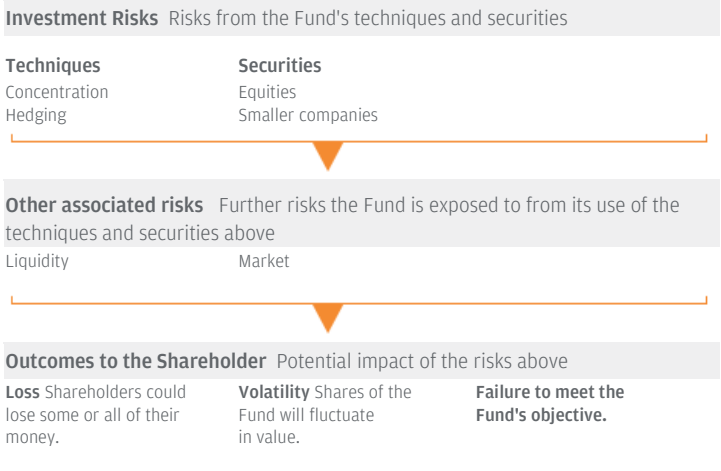 Investment Risks Risks from the Fund's techniques and securities
Techniques
Concentration
Hedging
Securities
Equities
Smaller companies
Other associated risks Further risks the Fund is exposed to from its use of the
techniques and securities above
Liquidity
Market
Outcomes to the Shareholder Potential impact of the risks above
Loss Shareholders could
lose some or all of their
money.
Volatility Shares of the
Fund will fluctuate
in value.
Failure to meet the
Fund's objective.